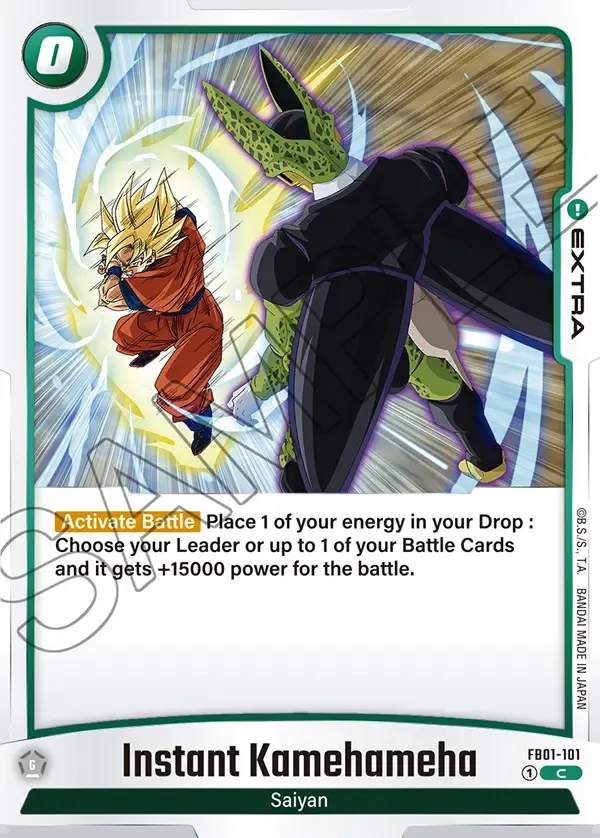 0
EXTRA
SAMPLE
Activate Battle Place 1 of your energy in your Drop :
Choose your Leader or up to 1 of your Battle Cards
and it gets +15000 power for the battle.
©B.S./S., T.A. BANDAI MADE IN JAPAN
Instant Kamehameha
FB01-101
G
1 C
Saiyan